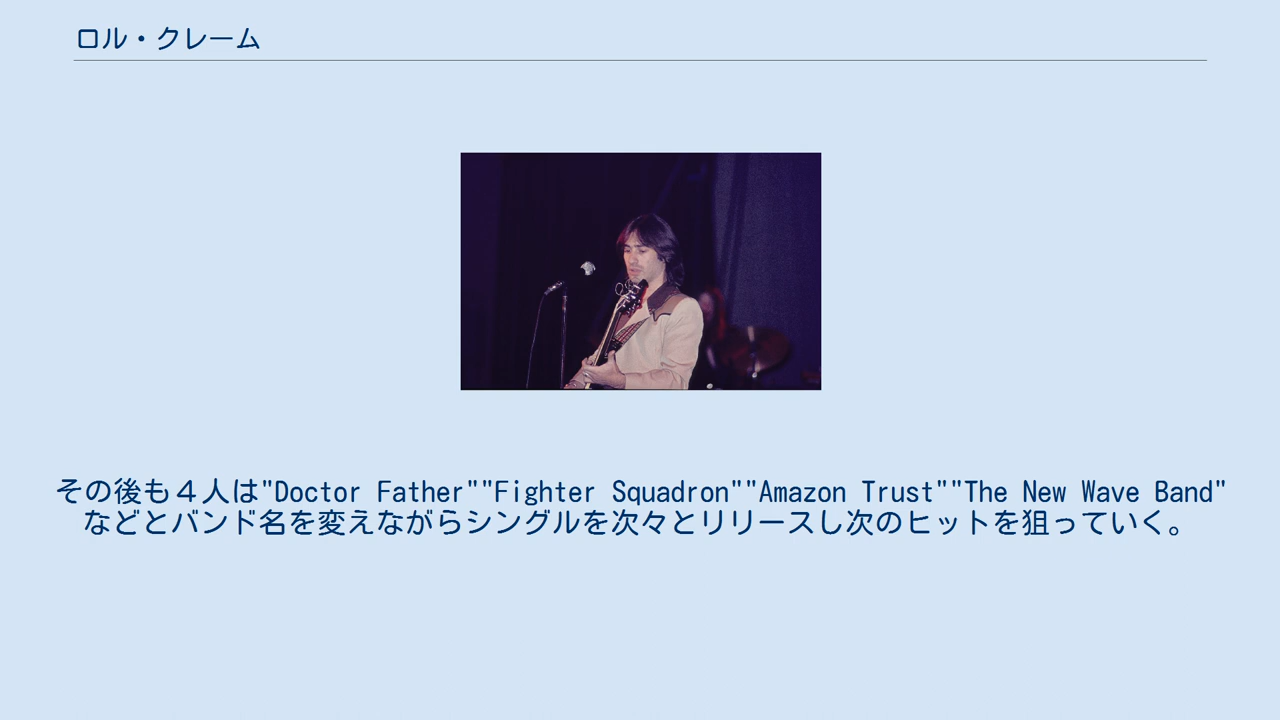 ロル・クレーム
その後も４人は"Doctor Father""Fighter Squadron""Amazon Trust""The New Wave Band"
などとバンド名を変えながらシングルを次々とリリースし次のヒットを狙っていく。